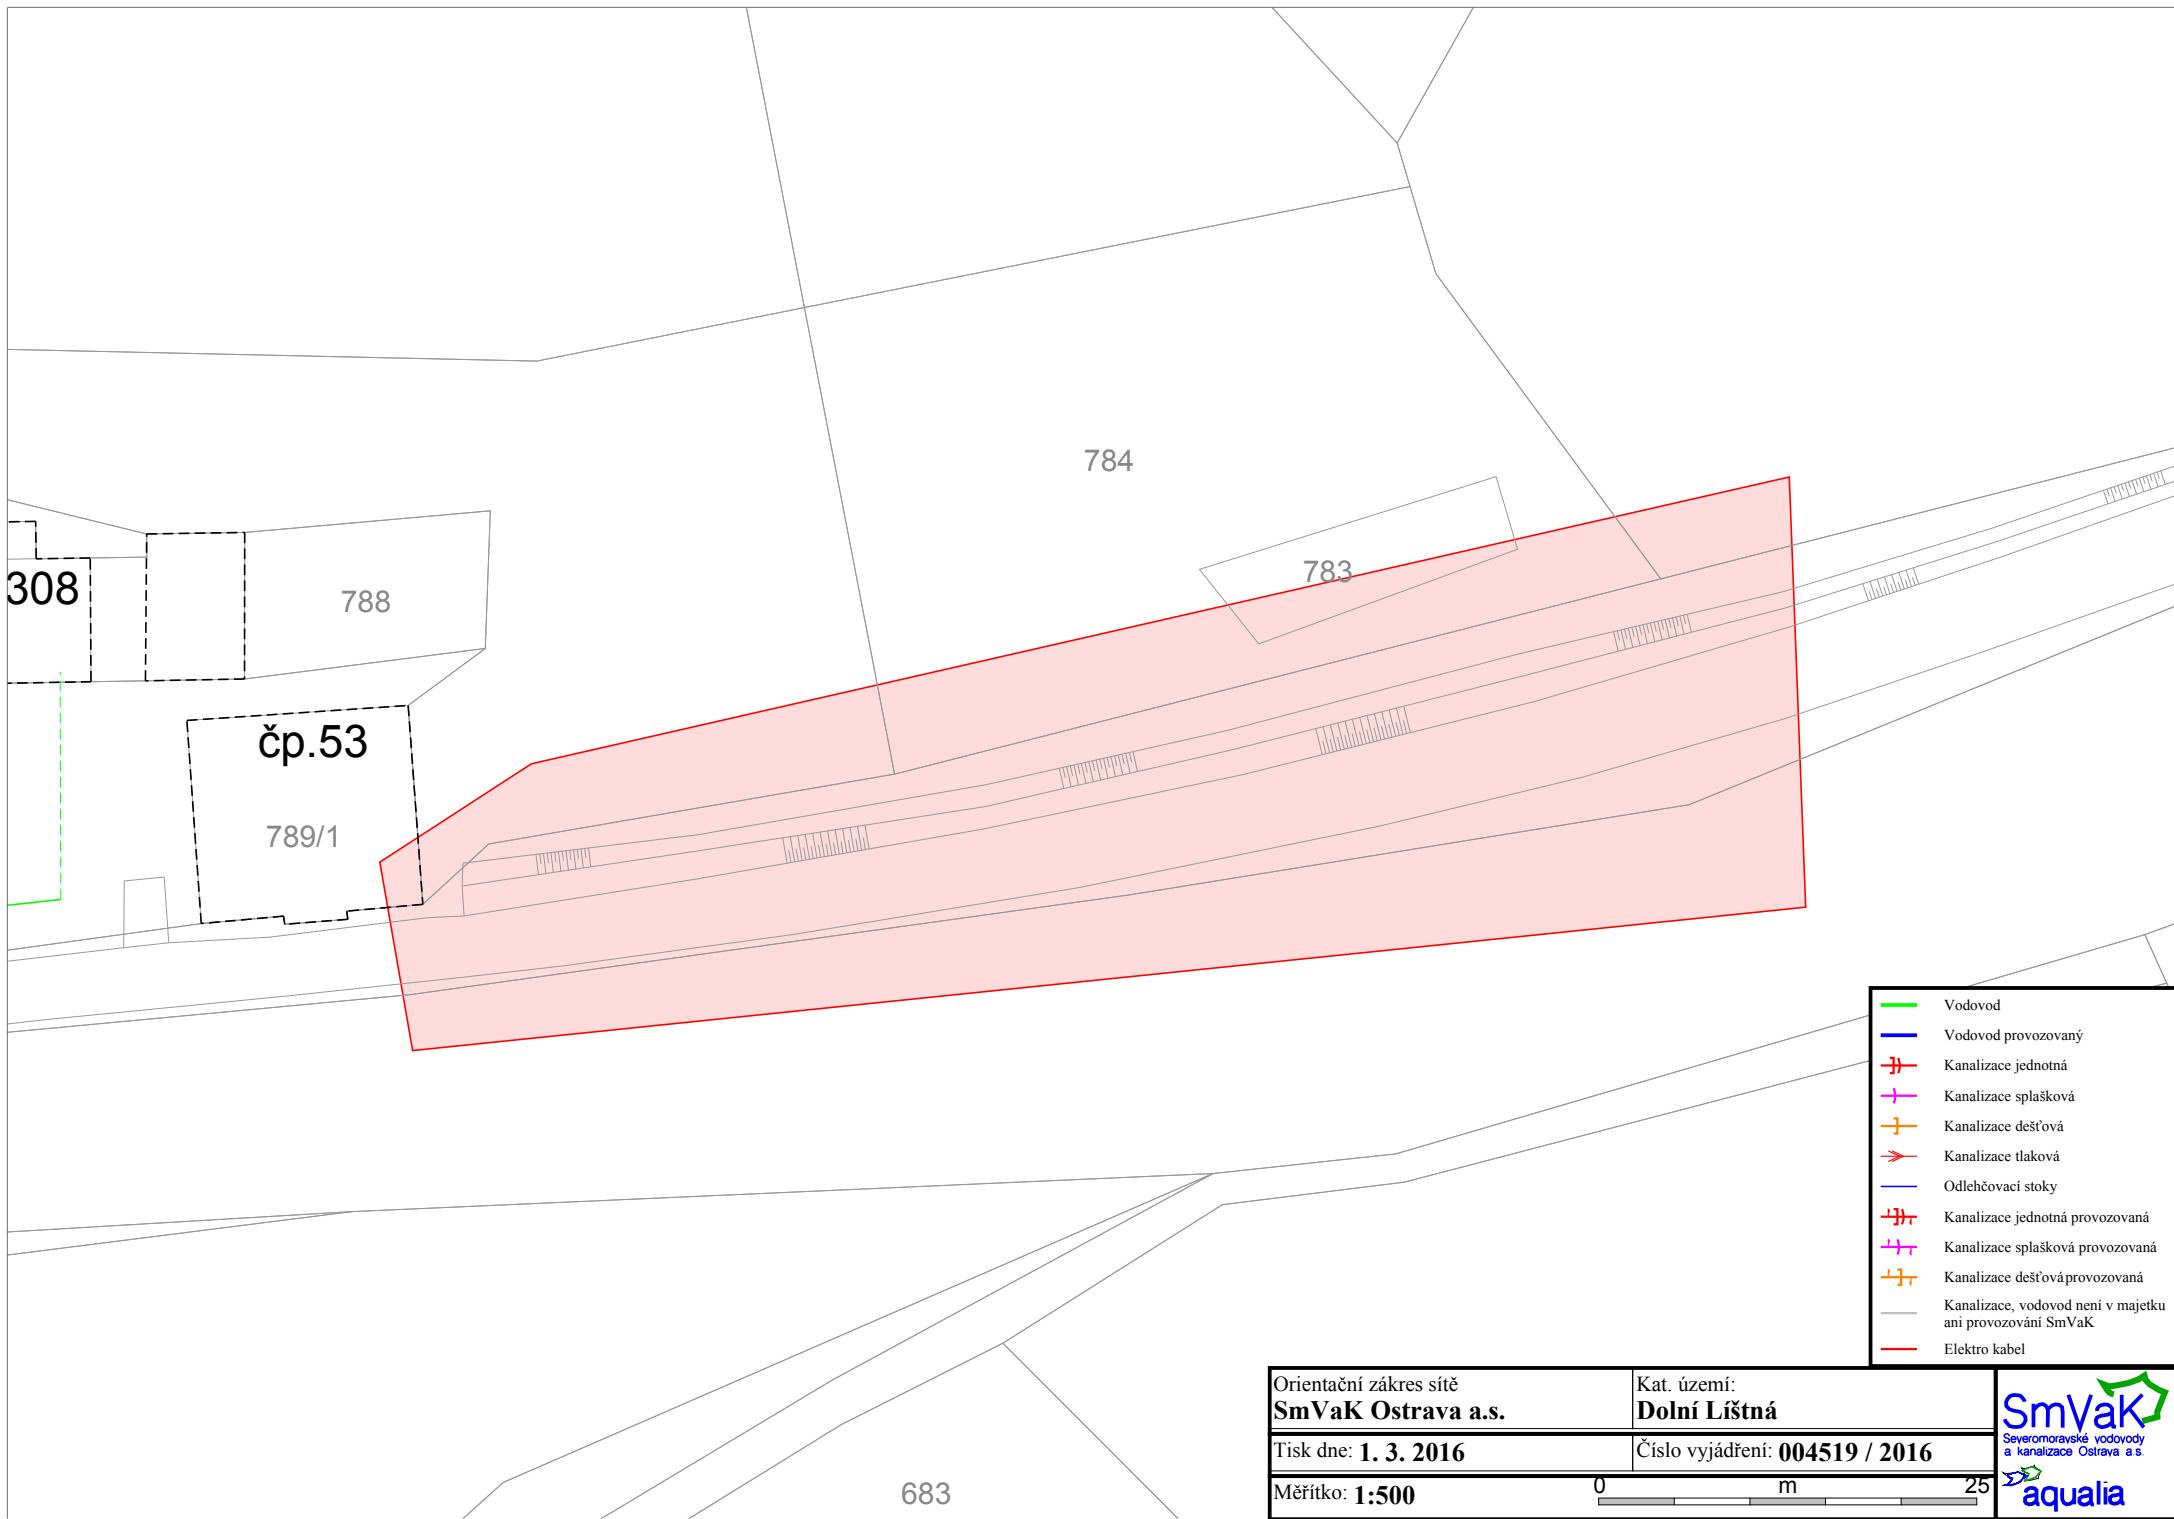 784
783
308
788
čp.53
789/1
683
Vodovod
Vodovod provozovaný
Kanalizace jednotná
Kanalizace splašková
Kanalizace dešťová
Kanalizace tlaková
Odlehčovací stoky
Kanalizace jednotná provozovaná
Kanalizace splašková provozovaná
Kanalizace dešťová provozovaná
Kanalizace, vodovod není v majetku
ani provozování SmVaK
Elektro kabel
Orientační zákres sítě
SmVaK Ostrava a.s.
Kat. území:
Dolní Líštná
Tisk dne: 1. 3. 2016
Číslo vyjádření: 004519 / 2016
Měřítko: 1:500
0 m 25
SmVaK
Severomoravské vodovody
a kanalizace Ostrava a.s.
aqualia